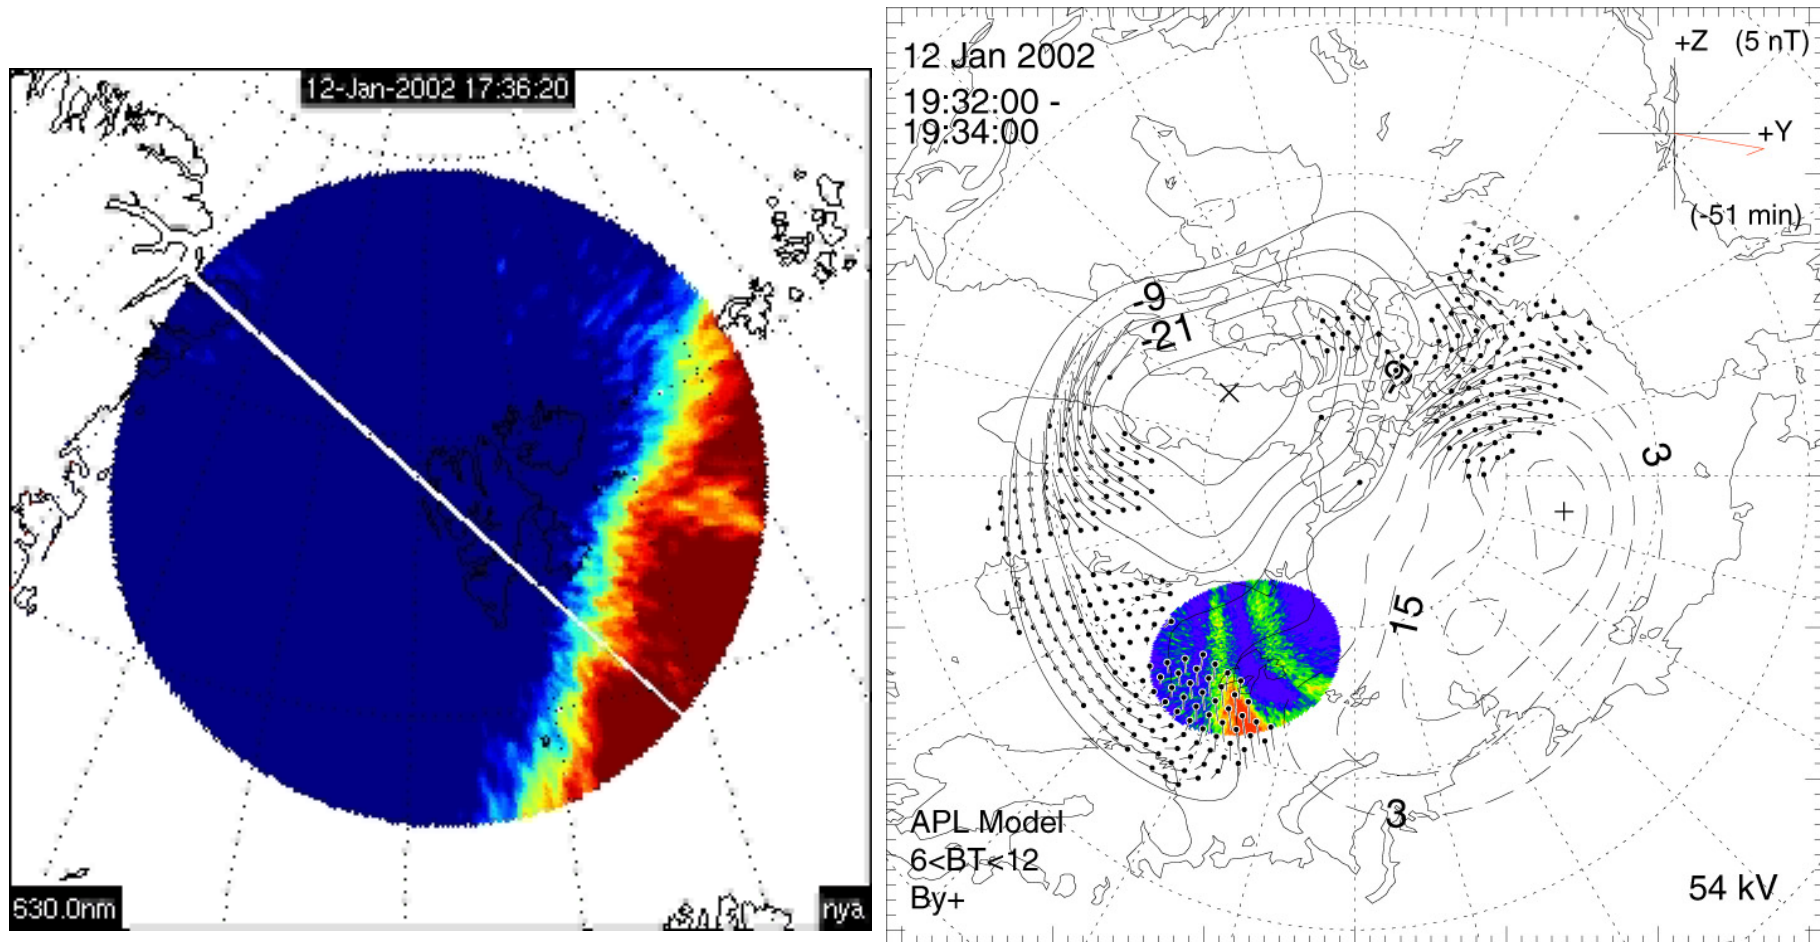 12-Jan-2002 17:36:20
630.0nm
nya
12 Jan 2002
19:32:00 -
19:34:00
+Z (5 nT)
+Y
(-51 min)
-9
-21
-9
3
15
3
APL Model
6<BT<12
By+
54 kV